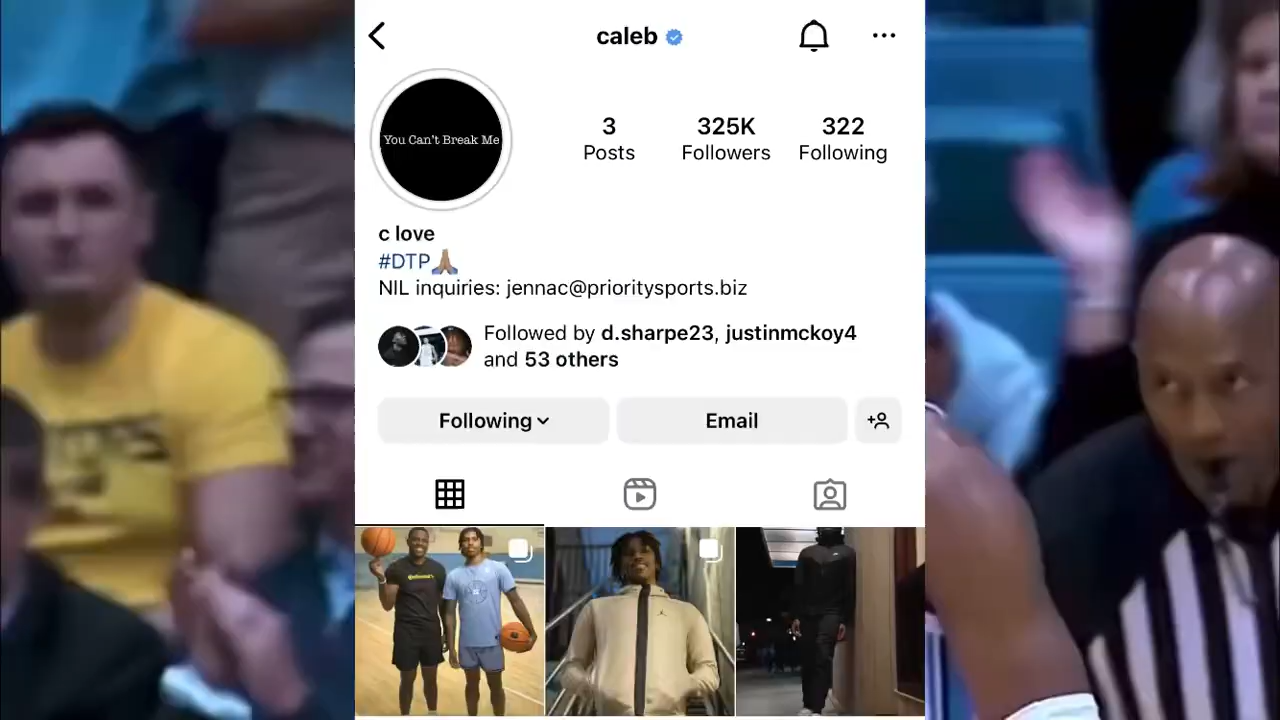 caleb
You Can't Break Me
3
Posts
325K
Followers
322
Following
c love
#DTP🙏🏽
NIL inquiries: jennac@prioritysports.biz
Followed by d.sharpe23, justinmckoy4
and 53 others
Following
Email